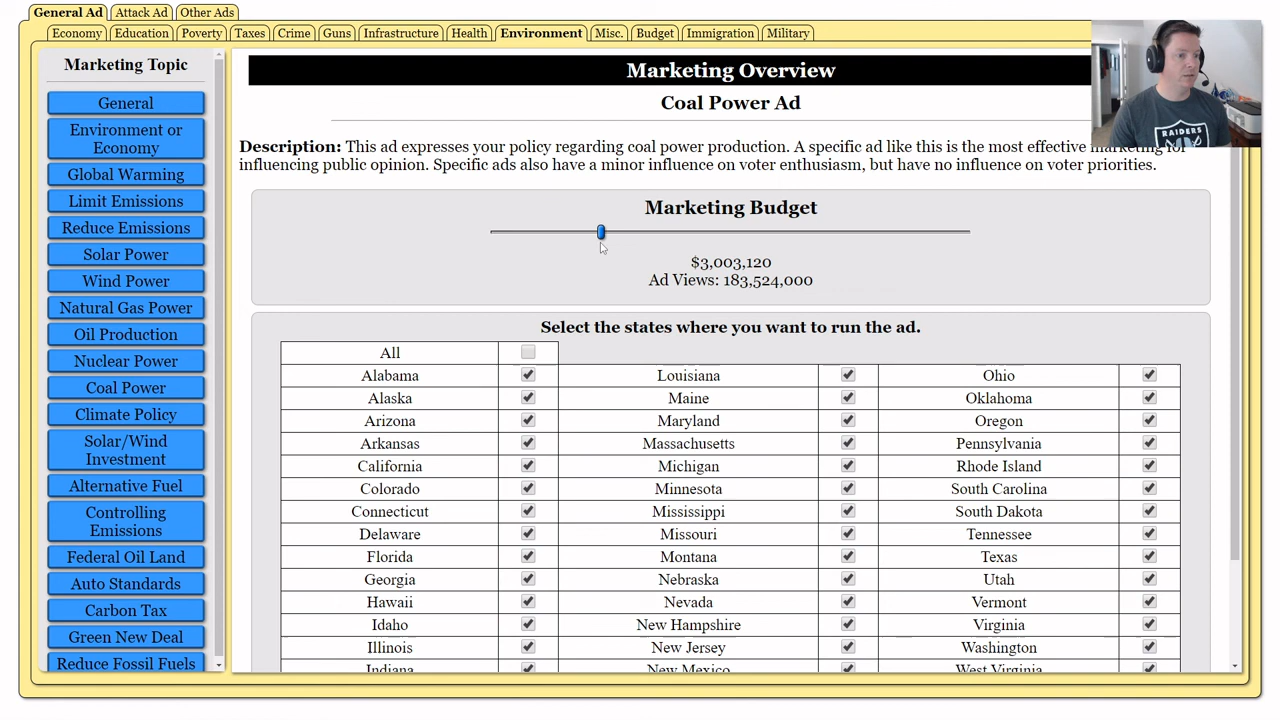 General Ad Attack Ad Other Ads
Economy Education Poverty Taxes Crime Guns Infrastructure Health Environment Misc. Budget Immigration Military
Marketing Topic
General
Environment or
Economy
Global Warming
Limit Emissions
Reduce Emissions
Solar Power
Wind Power
Natural Gas Power
Oil Production
Nuclear Power
Coal Power
Climate Policy
Solar/Wind
Investment
Alternative Fuel
Controlling
Emissions
Federal Oil Land
Auto Standards
Carbon Tax
Green New Deal
Reduce Fossil Fuels
Marketing Overview
Coal Power Ad
Description: This ad expresses your policy regarding coal power production. A specific ad like this is the most effective marketing for
influencing public opinion. Specific ads also have a minor influence on voter enthusiasm, but have no influence on voter priorities.
Marketing Budget
$3,003,120
Ad Views: 183,524,000
Select the states where you want to run the ad.
All
Alabama Louisiana Ohio
Alaska Maine Oklahoma
Arizona Maryland Oregon
Arkansas Massachusetts Pennsylvania
California Michigan Rhode Island
Colorado Minnesota South Carolina
Connecticut Mississippi South Dakota
Delaware Missouri Tennessee
Florida Montana Texas
Georgia Nebraska Utah
Hawaii Nevada Vermont
Idaho New Hampshire Virginia
Illinois New Jersey Washington
Indiana New Mexico West Virginia
RAIDERS